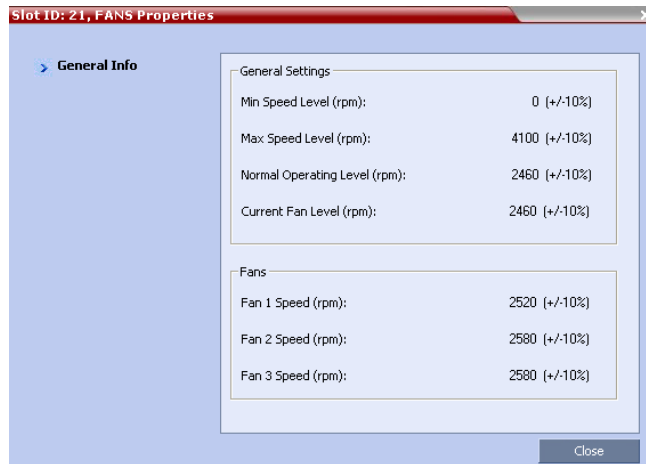 Slot ID: 21, FANS Properties
General Info
General Settings
Min Speed Level (rpm): 0 (+/-10%)
Max Speed Level (rpm): 4100 (+/-10%)
Normal Operating Level (rpm): 2460 (+/-10%)
Current Fan Level (rpm): 2460 (+/-10%)
Fans
Fan 1 Speed (rpm): 2520 (+/-10%)
Fan 2 Speed (rpm): 2580 (+/-10%)
Fan 3 Speed (rpm): 2580 (+/-10%)
Close